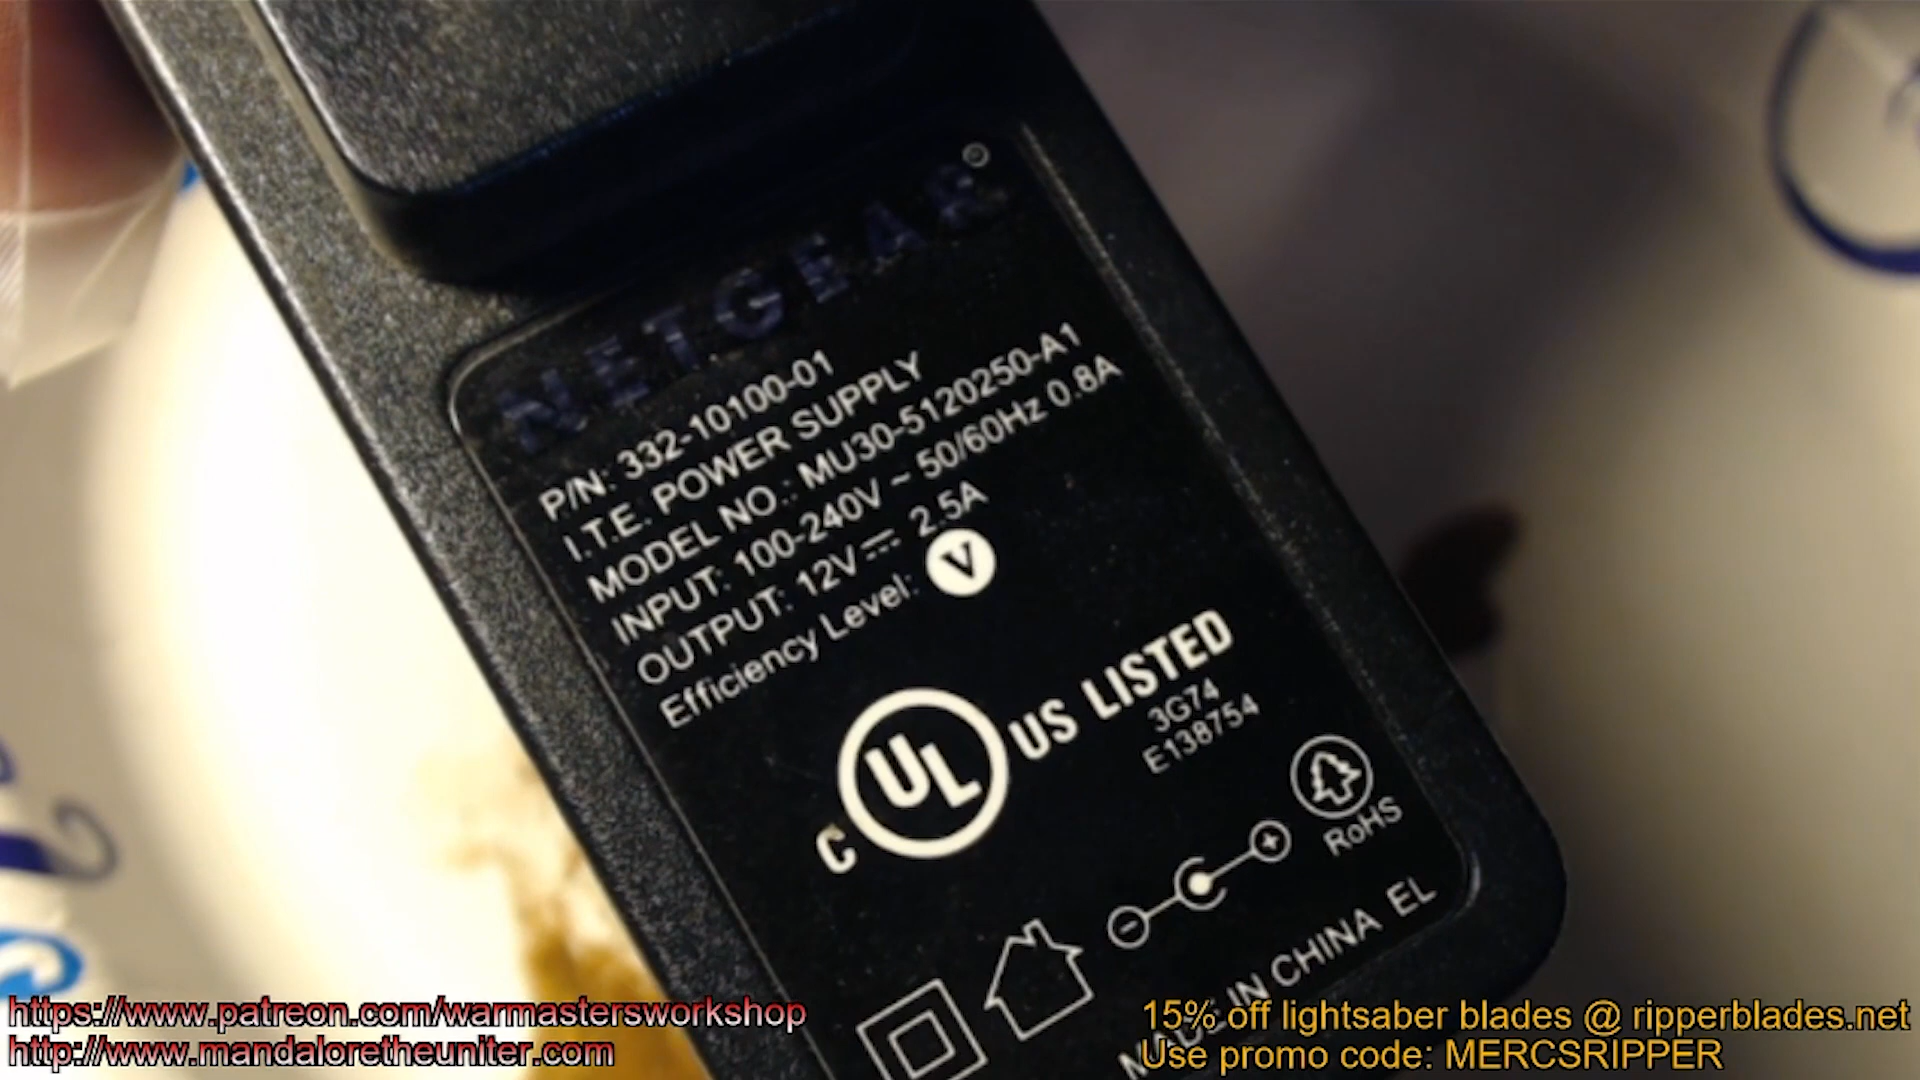 NETGEAR®
P/N: 332-10100-01
I.T.E. POWER SUPPLY
MODEL NO.: MU30-5120250-A1
INPUT: 100-240V ~ 50/60Hz 0.8A
OUTPUT: 12V⎓ 2.5A
Efficiency Level: V
C UL US LISTED
3G74
E138754
RoHS
MADE IN CHINA EL
https://www.patreon.com/warmastersworkshop
http://www.mandaloretheuniter.com
15% off lightsaber blades @ ripperblades.net
Use promo code: MERCSRIPPER